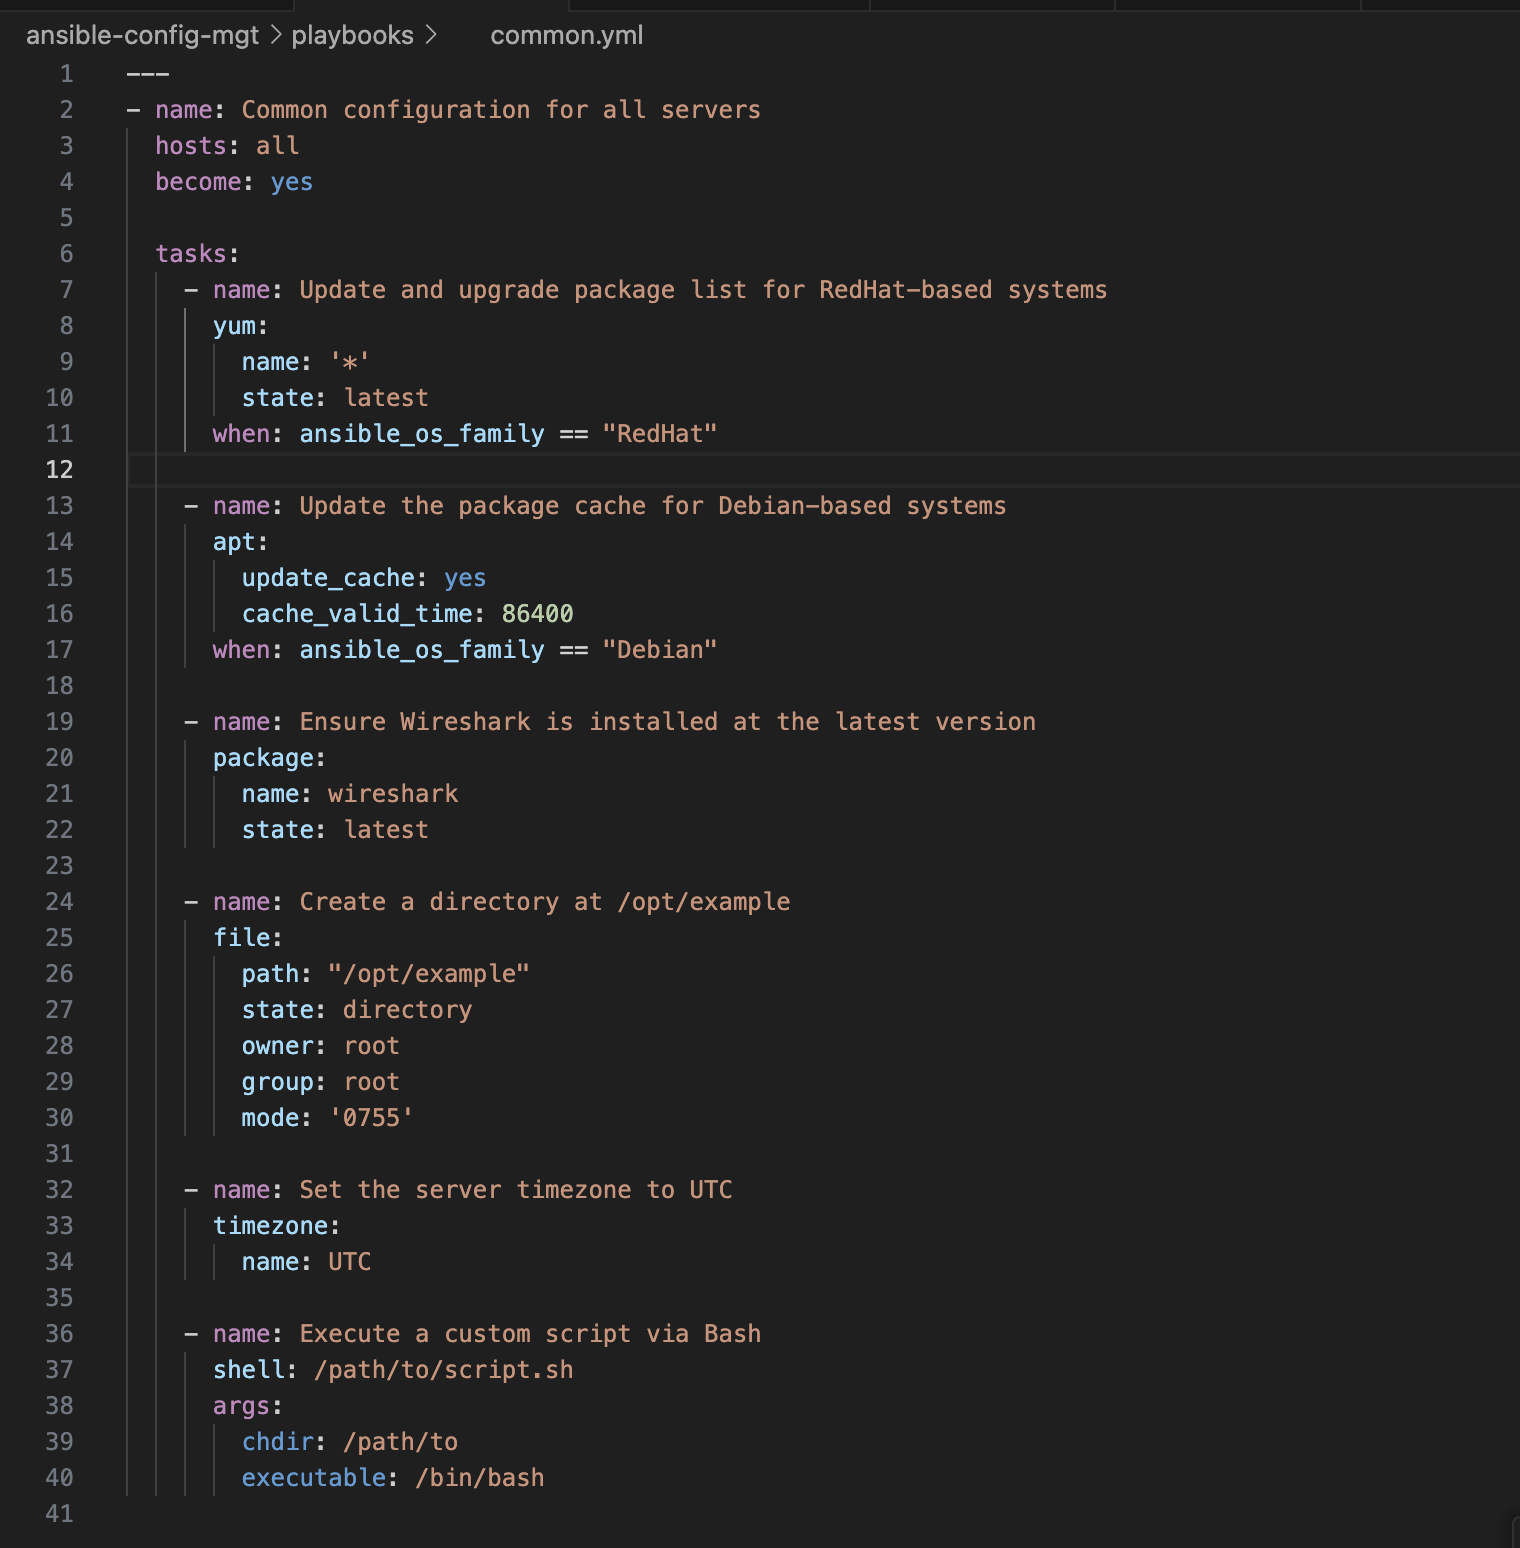 ansible-config-mgt > playbooks > common.yml
1 ---
2 - name: Common configuration for all servers
3   hosts: all
4   become: yes
5
6   tasks:
7     - name: Update and upgrade package list for RedHat-based systems
8       yum:
9         name: '*'
10         state: latest
11       when: ansible_os_family == "RedHat"
12
13     - name: Update the package cache for Debian-based systems
14       apt:
15         update_cache: yes
16         cache_valid_time: 86400
17       when: ansible_os_family == "Debian"
18
19     - name: Ensure Wireshark is installed at the latest version
20       package:
21         name: wireshark
22         state: latest
23
24     - name: Create a directory at /opt/example
25       file:
26         path: "/opt/example"
27         state: directory
28         owner: root
29         group: root
30         mode: '0755'
31
32     - name: Set the server timezone to UTC
33       timezone:
34         name: UTC
35
36     - name: Execute a custom script via Bash
37       shell: /path/to/script.sh
38       args:
39         chdir: /path/to
40         executable: /bin/bash
41